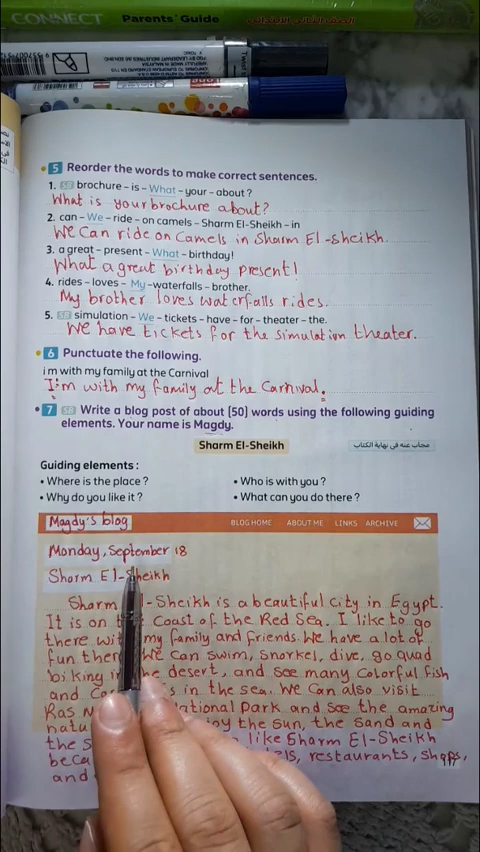 CONNECT Parents' Guide الصف الثاني الابتدائي
5 Reorder the words to make correct sentences.
1. SB brochure – is – What – your – about ?
What is your brochure about?
2. can – We – ride – on camels – Sharm El-Sheikh – in
We Can ride on Camels in Sharm El-Sheikh.
3. a great – present – What – birthday!
What a great birthday present!
4. rides – loves – My – waterfalls – brother.
My brother loves waterfalls rides.
5. SB simulation – We – tickets – have – for – theater – the.
We have tickets for the simulation theater.
6 Punctuate the following.
i m with my family at the Carnival
I'm with my family at the Carnival.
7 SB Write a blog post of about (50) words using the following guiding
elements. Your name is Magdy.
Sharm El-Sheikh
مجاب عنه في نهاية الكتاب
Guiding elements :
• Where is the place ?
• Who is with you ?
• Why do you like it ?
• What can you do there ?
Magdy's blog
BLOG HOME ABOUT ME LINKS ARCHIVE
Monday, September 18
Sharm El-Sheikh
Sharm l-Sheikh is a beautiful city in Egypt.
It is on Coast of the Red Sea. I like to go
there my family and friends. We have a lot of
fun We can swim, snorkel, dive, go quad
biking desert, and see many colorful fish
and in the sea. We can also visit
Ras ational Park and see the amazing
the sun, the sand and
the like Sharm El-Sheikh
restaurants, shops,
and